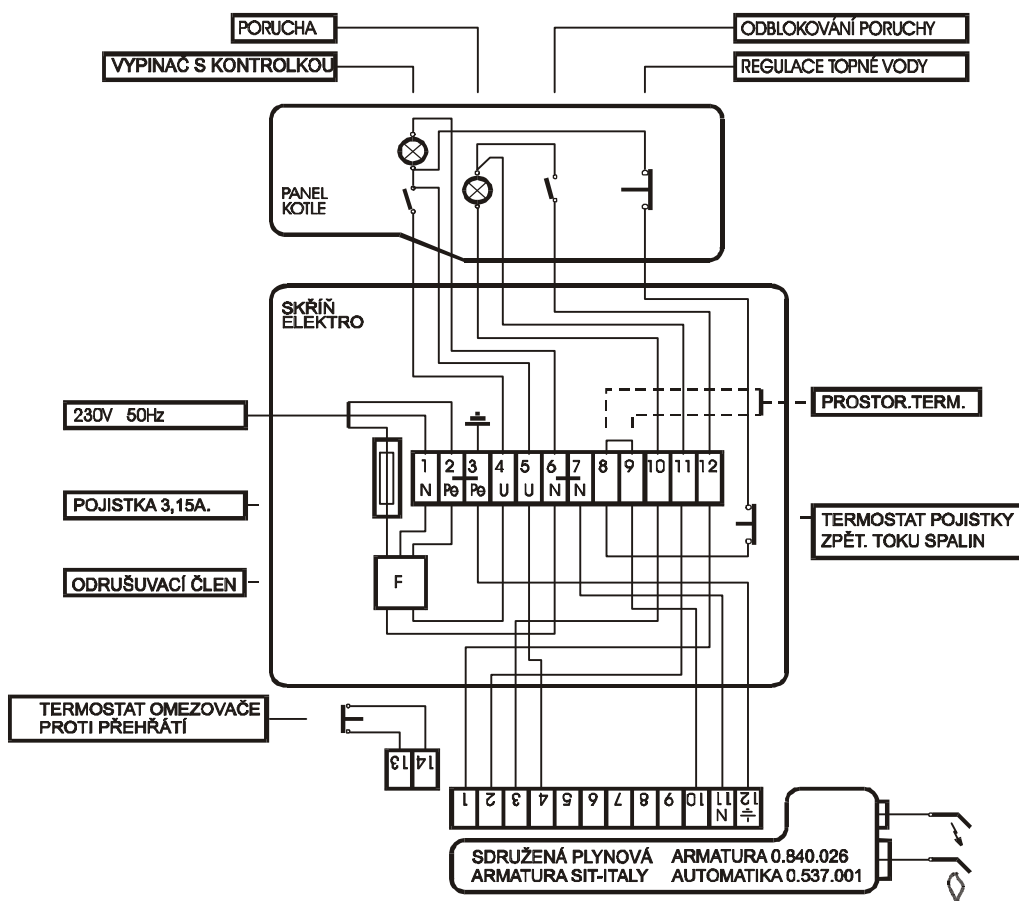 PORUCHA
ODBLOKOVÁNÍ PORUCHY
VYPINAČ S KONTROLKOU
REGULACE TOPNÉ VODY
PANEL
KOTLE
SKŘÍŇ
ELEKTRO
230V 50Hz
PROSTOR.TERM.
1 2 3 4 5 6 7 8 9 10 11 12
N Pe Pe U U N N
POJISTKA 3,15A.
TERMOSTAT POJISTKY
ZPĚT. TOKU SPALIN
ODRUŠUVACÍ ČLEN
F
TERMOSTAT OMEZOVAČE
PROTI PŘEHŘÁTÍ
13 14
1 2 3 4 5 6 7 8 9 10 11 12
N
SDRUŽENÁ PLYNOVÁ ARMATURA 0.840.026
ARMATURA SIT-ITALY AUTOMATIKA 0.537.001